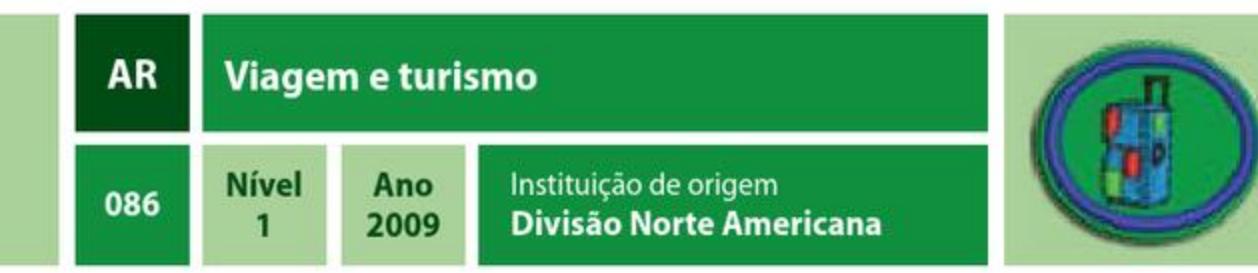 AR
Viagem e turismo
086
Nível
1
Ano
2009
Instituição de origem
Divisão Norte Americana